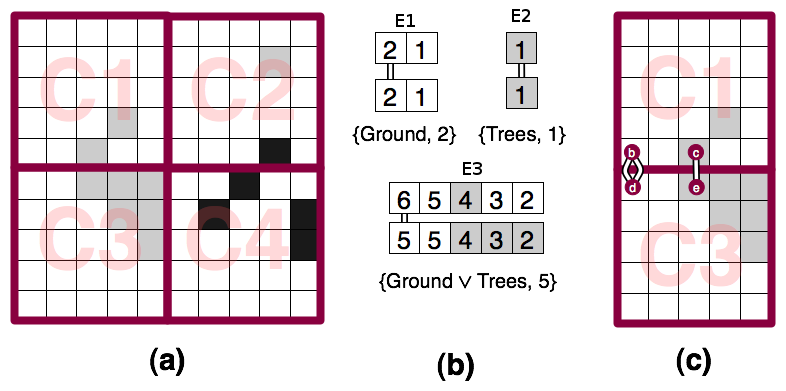 C1 C2
C3 C4
(a)
E1
2 1
2 1
{Ground, 2}
E2
1
1
{Trees, 1}
E3
6 5 4 3 2
5 5 4 3 2
{Ground ∨ Trees, 5}
(b)
C1
b c
d e
C3
(c)